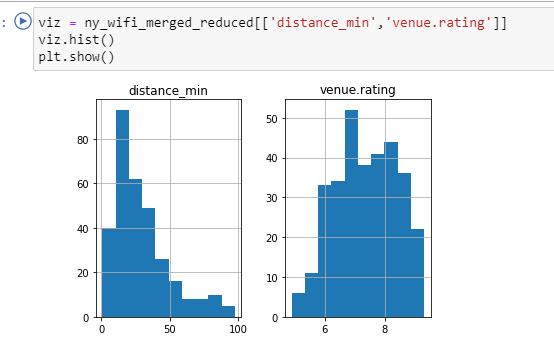 :
viz = ny_wifi_merged_reduced[['distance_min','venue.rating']]
viz.hist()
plt.show()
distance_min
venue.rating
80
60
40
20
0
0 50 100
50
40
30
20
10
0
6 8